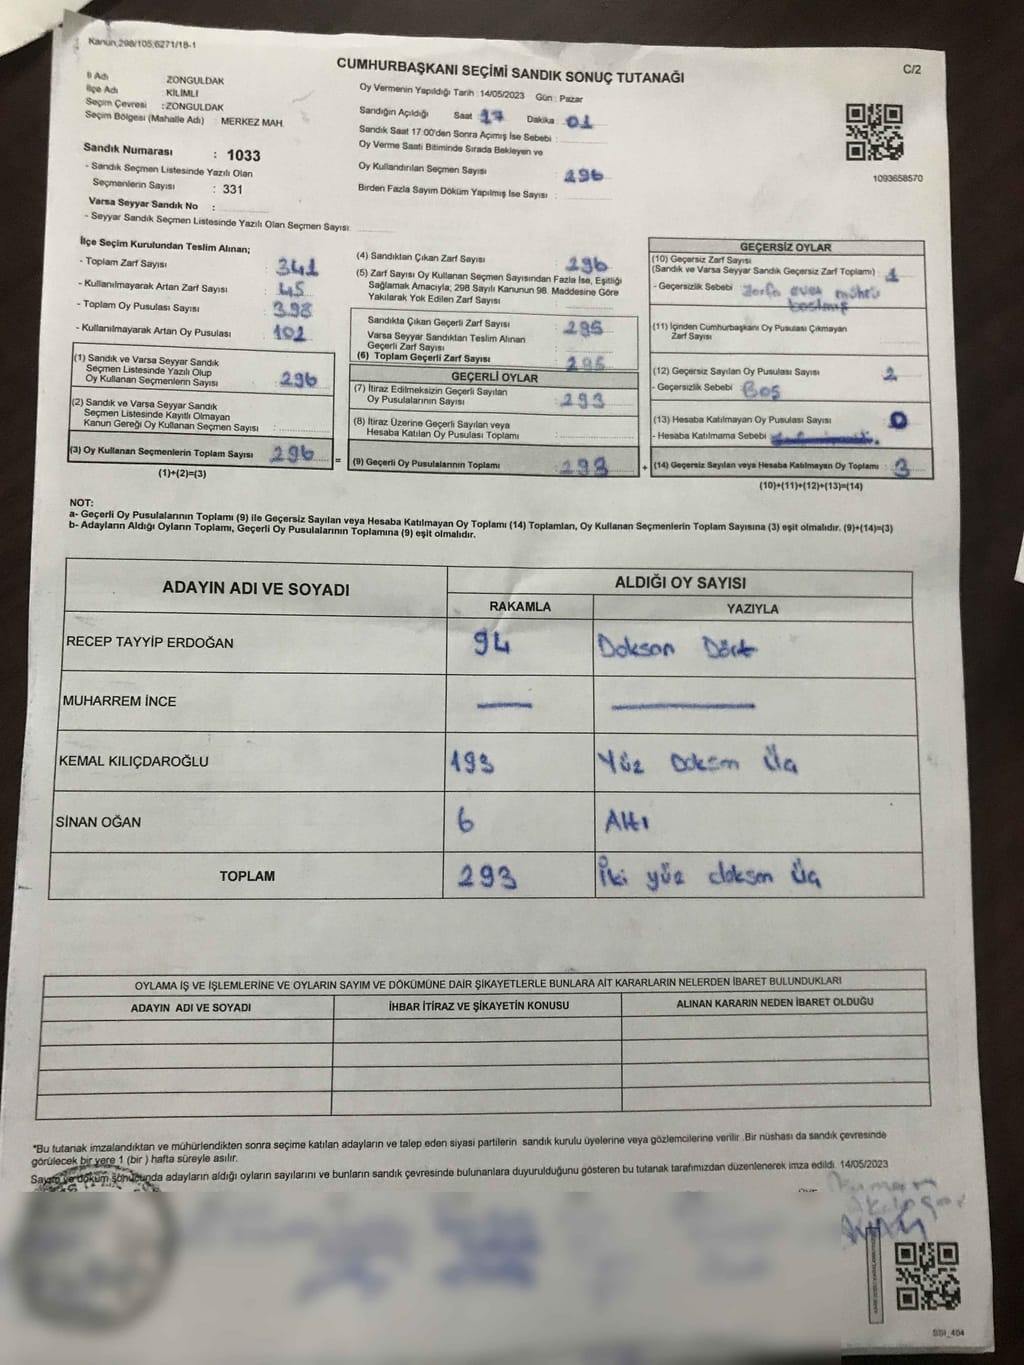 Kanun,298/105,6271/18-1
CUMHURBAŞKANI SEÇİMİ SANDIK SONUÇ TUTANAĞI
C/2
İl Adı ZONGULDAK
İlçe Adı KİLİMLİ
Seçim Çevresi :ZONGULDAK
Seçim Bölgesi (Mahalle Adı) : MERKEZ MAH.
Sandık Numarası : 1033
- Sandık Seçmen Listesinde Yazılı Olan
Seçmenlerin Sayısı : 331
Varsa Seyyar Sandık No :
- Seyyar Sandık Seçmen Listesinde Yazılı Olan Seçmen Sayısı:
Oy Vermenin Yapıldığı Tarih : 14/05/2023 Gün : Pazar
Sandığın Açıldığı Saat 17 Dakika : 01
Sandık Saat 17:00'den Sonra Açımış İse Sebebi :
Oy Verme Saati Bitiminde Sırada Bekleyen ve
Oy Kullandırılan Seçmen Sayısı : 296
Birden Fazla Sayım Döküm Yapılmış İse Sayısı :
1093658570
İlçe Seçim Kurulundan Teslim Alınan;
- Toplam Zarf Sayısı : 341
- Kullanılmayarak Artan Zarf Sayısı : 45
- Toplam Oy Pusulası Sayısı : 398
- Kullanılmayarak Artan Oy Pusulası : 102
(1) Sandık ve Varsa Seyyar Sandık
Seçmen Listesinde Yazılı Olup
Oy Kullanan Seçmenlerin Sayısı : 296
(2) Sandık ve Varsa Seyyar Sandık
Seçmen Listesinde Kayıtlı Olmayan
Kanun Gereği Oy Kullanan Seçmen Sayısı :
(3) Oy Kullanan Seçmenlerin Toplam Sayısı : 296
(1)+(2)=(3)
(4) Sandıktan Çıkan Zarf Sayısı : 296
(5) Zarf Sayısı Oy Kullanan Seçmen Sayısından Fazla İse, Eşitliği
Sağlamak Amacıyla; 298 Sayılı Kanunun 98. Maddesine Göre
Yakılarak Yok Edilen Zarf Sayısı :
Sandıkta Çıkan Geçerli Zarf Sayısı : 295
Varsa Seyyar Sandıktan Teslim Alınan
Geçerli Zarf Sayısı :
(6) Toplam Geçerli Zarf Sayısı : 295
GEÇERLİ OYLAR
(7) İtiraz Edilmeksizin Geçerli Sayılan
Oy Pusulalarının Sayısı : 293
(8) İtiraz Üzerine Geçerli Sayılan veya
Hesaba Katılan Oy Pusulası Toplamı :
= (9) Geçerli Oy Pusulalarının Toplamı : 293
GEÇERSİZ OYLAR
(10) Geçersiz Zarf Sayısı
(Sandık ve Varsa Seyyar Sandık Geçersiz Zarf Toplamı) : 1
- Geçersizlik Sebebi : Zarfa evet mührü
basılmış
(11) İçinden Cumhurbaşkanı Oy Pusulası Çıkmayan
Zarf Sayısı :
(12) Geçersiz Sayılan Oy Pusulası Sayısı : 2
- Geçersizlik Sebebi : Boş
(13) Hesaba Katılmayan Oy Pusulası Sayısı : 0
- Hesaba Katılmama Sebebi :
+ (14) Geçersiz Sayılan veya Hesaba Katılmayan Oy Toplamı : 3
(10)+(11)+(12)+(13)=(14)
NOT:
a- Geçerli Oy Pusulalarının Toplamı (9) ile Geçersiz Sayılan veya Hesaba Katılmayan Oy Toplamı (14) Toplamları, Oy Kullanan Seçmenlerin Toplam Sayısına (3) eşit olmalıdır. (9)+(14)=(3)
b- Adayların Aldığı Oyların Toplamı, Geçerli Oy Pusulalarının Toplamına (9) eşit olmalıdır.
ADAYIN ADI VE SOYADI ALDIĞI OY SAYISI
RAKAMLA YAZIYLA
RECEP TAYYİP ERDOĞAN 94 Doksan Dört
MUHARREM İNCE
KEMAL KILIÇDAROĞLU 193 Yüz Doksan Üç
SİNAN OĞAN 6 Altı
TOPLAM 293 İki yüz doksan Üç
OYLAMA İŞ VE İŞLEMLERİNE VE OYLARIN SAYIM VE DÖKÜMÜNE DAİR ŞİKAYETLERLE BUNLARA AİT KARARLARIN NELERDEN İBARET BULUNDUKLARI
ADAYIN ADI VE SOYADI İHBAR İTİRAZ VE ŞİKAYETİN KONUSU ALINAN KARARIN NEDEN İBARET OLDUĞU
*Bu tutanak imzalandıktan ve mühürlendikten sonra seçime katılan adayların ve talep eden siyasi partilerin sandık kurulu üyelerine veya gözlemcilerine verilir .Bir nüshası da sandık çevresinde
görülecek bir yere 1 (bir ) hafta süreyle asılır.
Sayım ve döküm sonucunda adayların aldığı oyların sayılarını ve bunların sandık çevresinde bulunanlara duyurulduğunu gösteren bu tutanak tarafımızdan düzenlenerek imza edildi. 14/05/2023
SSI_404